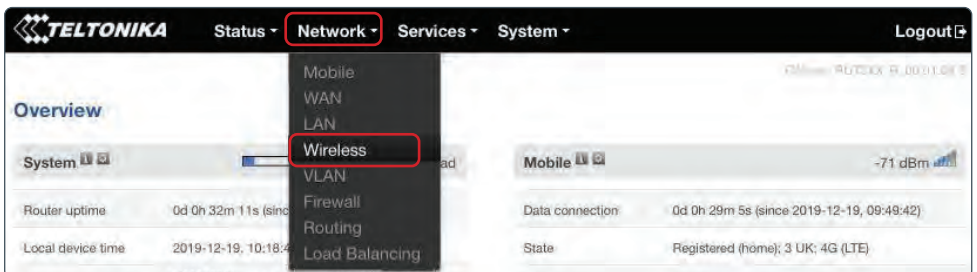 TELTONIKA Status Network Services System Logout
Mobile
WAN
LAN
Wireless
VLAN
Firewall
Routing
Load Balancing
Overview
System ad
Router uptime 0d 0h 32m 11s (sinc
Local device time 2019-12-19, 10:18:4
Mobile -71 dBm
Data connection 0d 0h 29m 5s (since 2019-12-19, 09:49:42)
State Registered (home); 3 UK; 4G (LTE)